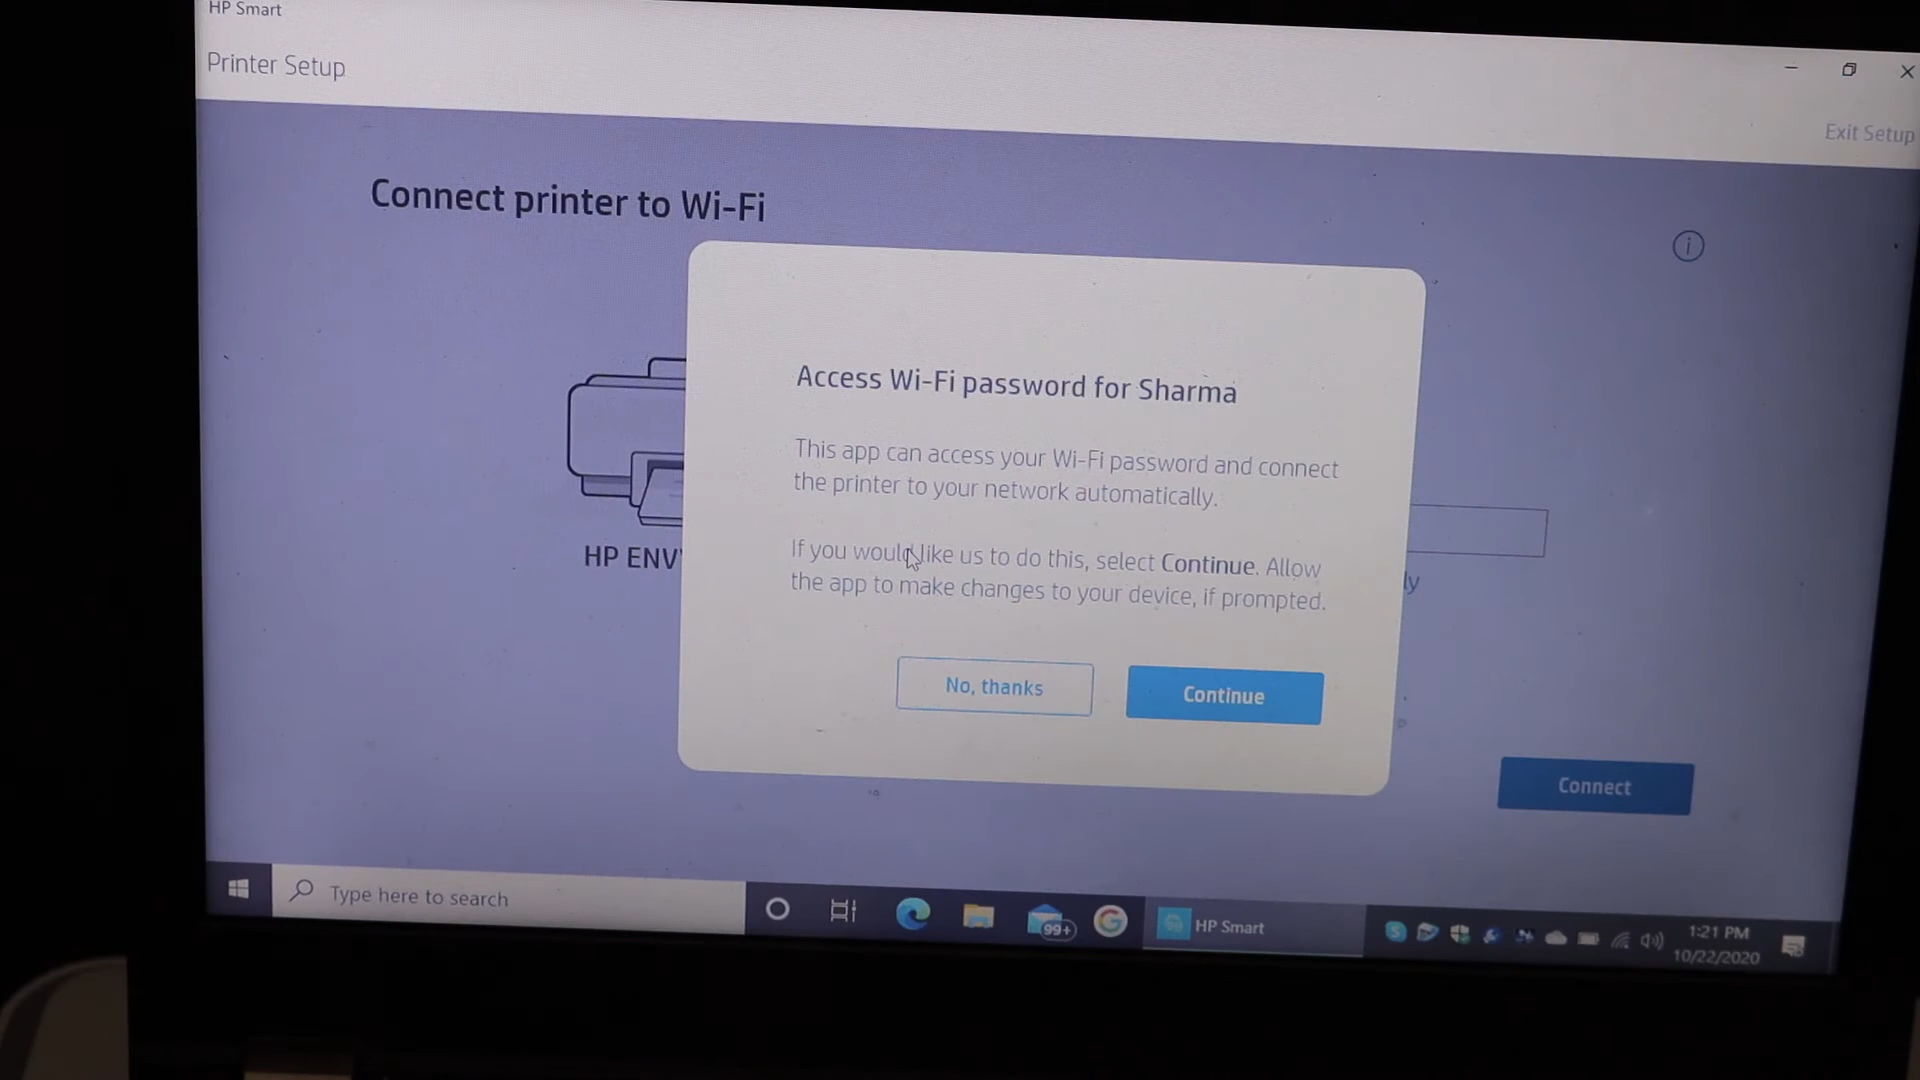 HP Smart
Printer Setup
Exit Setup
Connect printer to Wi-Fi
Access Wi-Fi password for Sharma
This app can access your Wi-Fi password and connect
the printer to your network automatically.
If you would like us to do this, select Continue. Allow
the app to make changes to your device, if prompted.
HP ENV
ly
No, thanks
Continue
Connect
Type here to search
99+
HP Smart
1:21 PM
10/22/2020